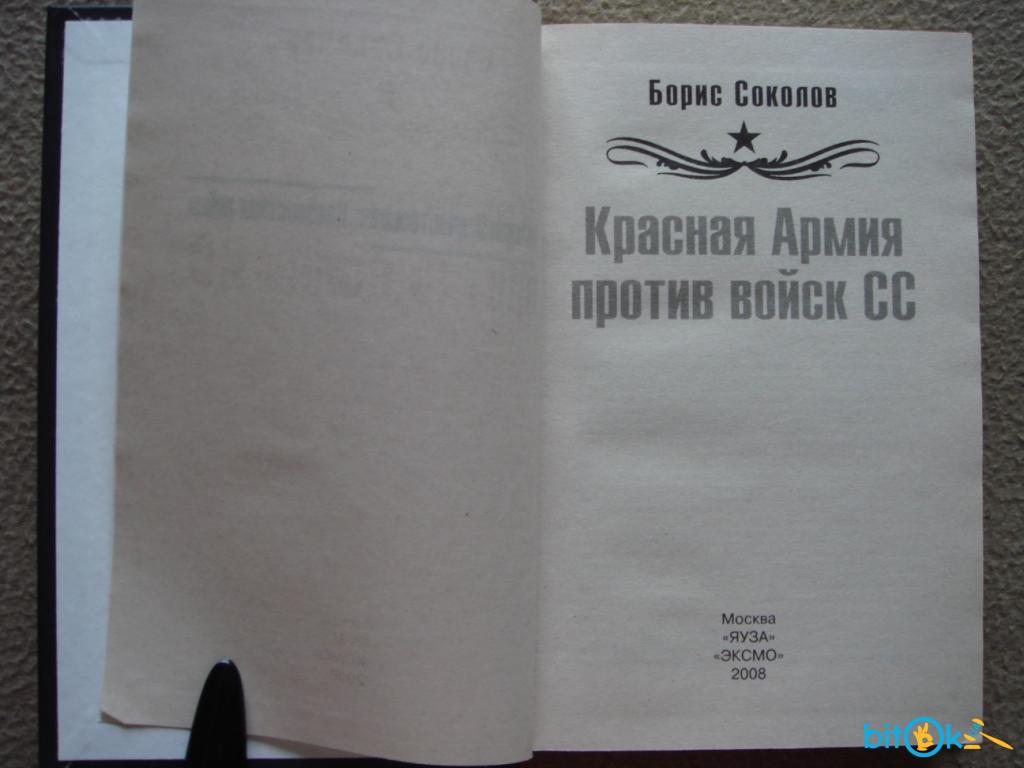 Борис Соколов
Красная Армия
против войск СС
Москва
«ЯУЗА»
«ЭКСМО»
2008
bitOk